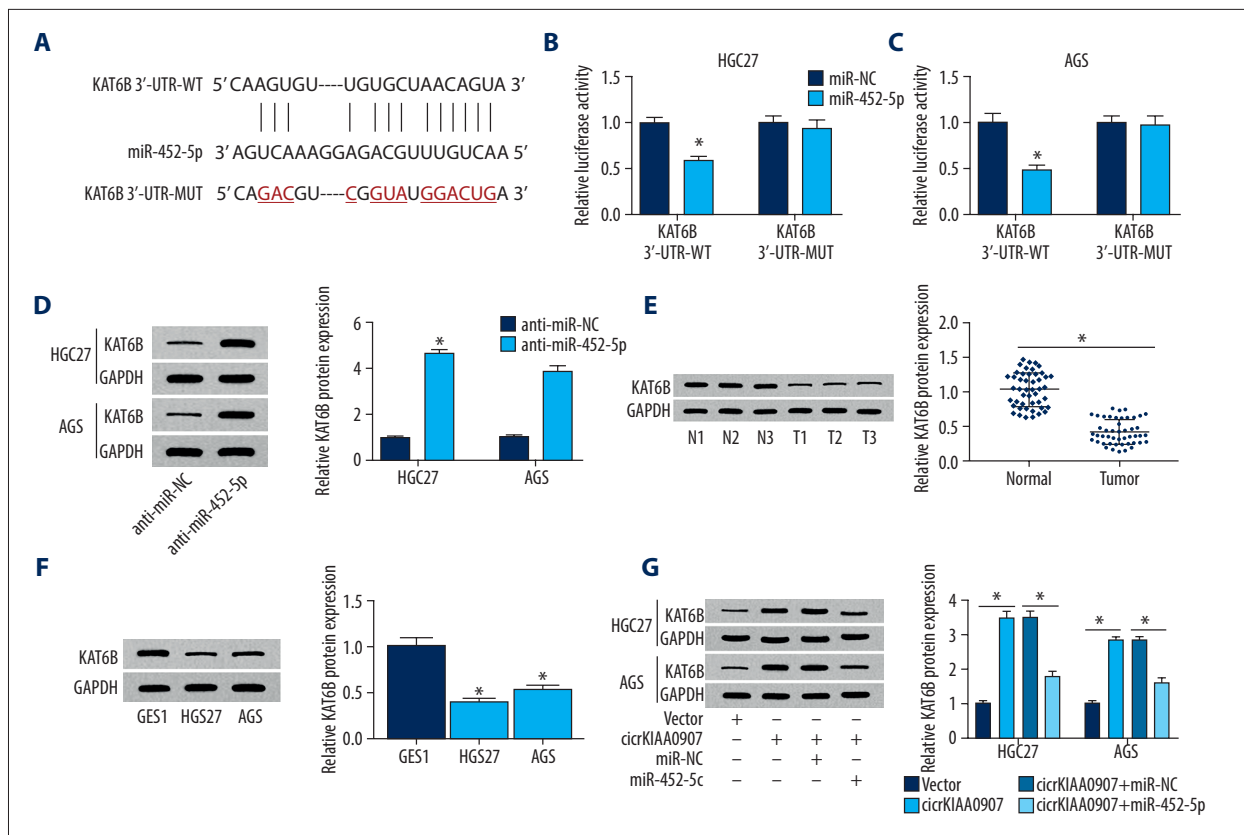 A
KAT6B 3’-UTR-WT 5’ CAAGUGU----UGUGCUAACAGUA 3’
miR-452-5p 3’ AGUCAAAGGAGACGUUUGUCAA 5’
KAT6B 3’-UTR-MUT 5’ CAGACGU----CGGUAUGGACUGA 3’
B
HGC27
miR-NC
miR-452-5p
Relative luciferase activity
1.5
1.0
0.5
0.0
*
KAT6B 3’-UTR-WT
KAT6B 3’-UTR-MUT
C
AGS
Relative luciferase activity
1.5
1.0
0.5
0.0
*
KAT6B 3’-UTR-WT
KAT6B 3’-UTR-MUT
D
HGC27
KAT6B
GAPDH
AGS
KAT6B
GAPDH
anti-miR-NC
anti-miR-452-5p
Relative KAT6B protein expression
6
4
2
0
*
anti-miR-NC
anti-miR-452-5p
HGC27 AGS
E
KAT6B
GAPDH
N1 N2 N3 T1 T2 T3
Relative KAT6B protein expression
2.0
1.5
1.0
0.5
0.0
*
Normal Tumor
F
KAT6B
GAPDH
GES1 HGS27 AGS
Relative KAT6B protein expression
1.5
1.0
0.5
0.0
* *
GES1 HGS27 AGS
G
HGC27
KAT6B
GAPDH
AGS
KAT6B
GAPDH
Vector + – – –
cicrKIAA0907 – + + +
miR-NC – – + –
miR-452-5c – – – +
Relative KAT6B protein expression
4
3
2
1
0
* * * *
HGC27 AGS
Vector
cicrKIAA0907
cicrKIAA0907+miR-NC
cicrKIAA0907+miR-452-5p